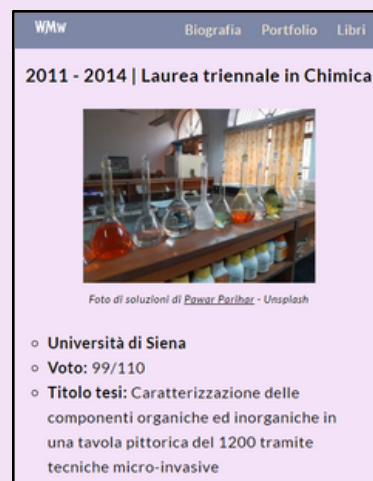 WMw
Biografia Portfolio Libri
2011 - 2014 | Laurea triennale in Chimica
Foto di soluzioni di Pawar Parihar - Unsplash
Università di Siena
Voto: 99/110
Titolo tesi: Caratterizzazione delle
componenti organiche ed inorganiche in
una tavola pittorica del 1200 tramite
tecniche micro-invasive